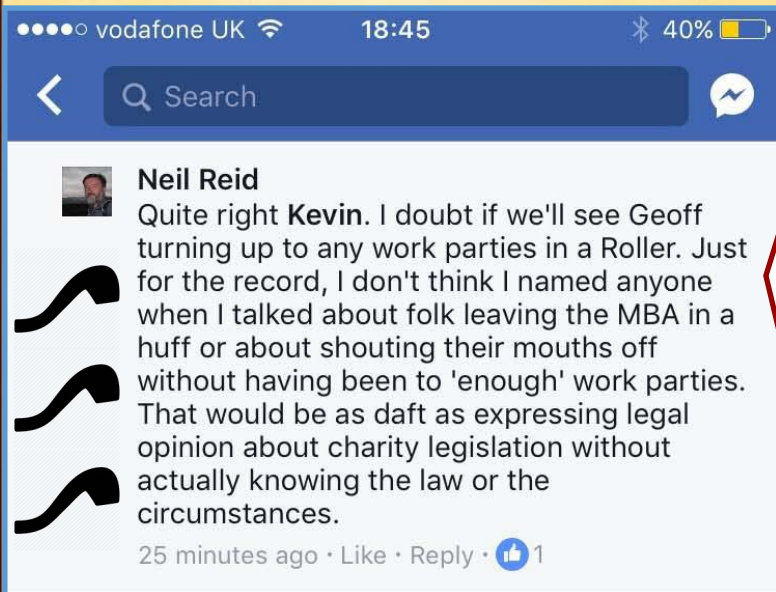 vodafone UK 18:45 40%
Search
Neil Reid
Quite right Kevin. I doubt if we'll see Geoff
turning up to any work parties in a Roller. Just
for the record, I don't think I named anyone
when I talked about folk leaving the MBA in a
huff or about shouting their mouths off
without having been to 'enough' work parties.
That would be as daft as expressing legal
opinion about charity legislation without
actually knowing the law or the
circumstances.
25 minutes ago · Like · Reply · 1